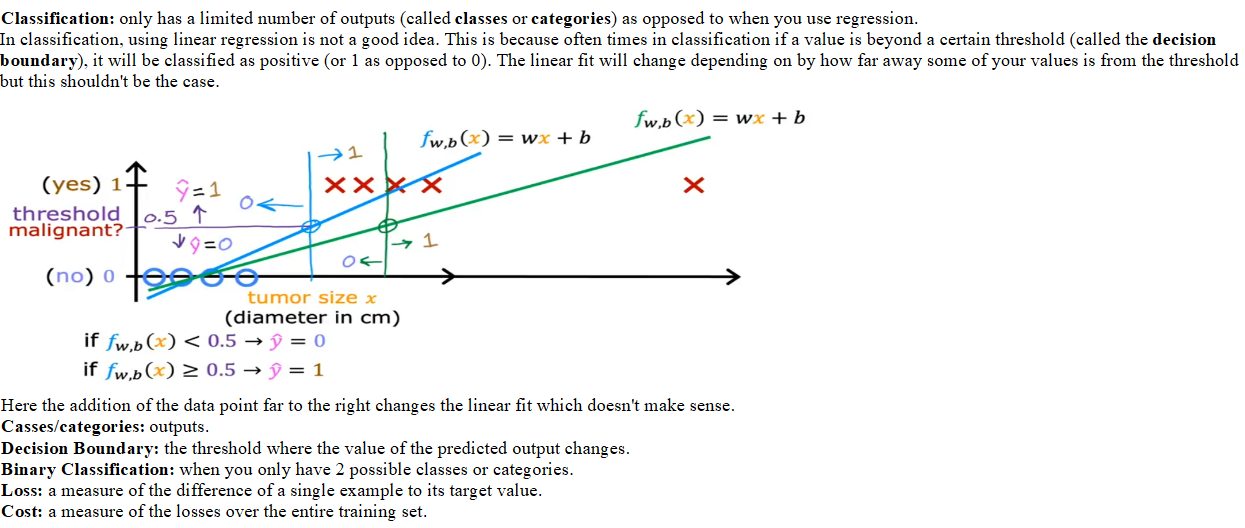 Classification: only has a limited number of outputs (called classes or categories) as opposed to when you use regression.
In classification, using linear regression is not a good idea. This is because often times in classification if a value is beyond a certain threshold (called the decision
boundary), it will be classified as positive (or 1 as opposed to 0). The linear fit will change depending on by how far away some of your values is from the threshold
but this shouldn't be the case.
f_{w,b}(x) = wx + b
f_{w,b}(x) = wx + b
→1
(yes) 1
ŷ=1
0←
threshold
0.5 ↑
malignant?
↓ŷ=0
→ 1
0←
(no) 0
tumor size x
(diameter in cm)
if f_{w,b}(x) < 0.5 → ŷ = 0
if f_{w,b}(x) ≥ 0.5 → ŷ = 1
Here the addition of the data point far to the right changes the linear fit which doesn't make sense.
Casses/categories: outputs.
Decision Boundary: the threshold where the value of the predicted output changes.
Binary Classification: when you only have 2 possible classes or categories.
Loss: a measure of the difference of a single example to its target value.
Cost: a measure of the losses over the entire training set.